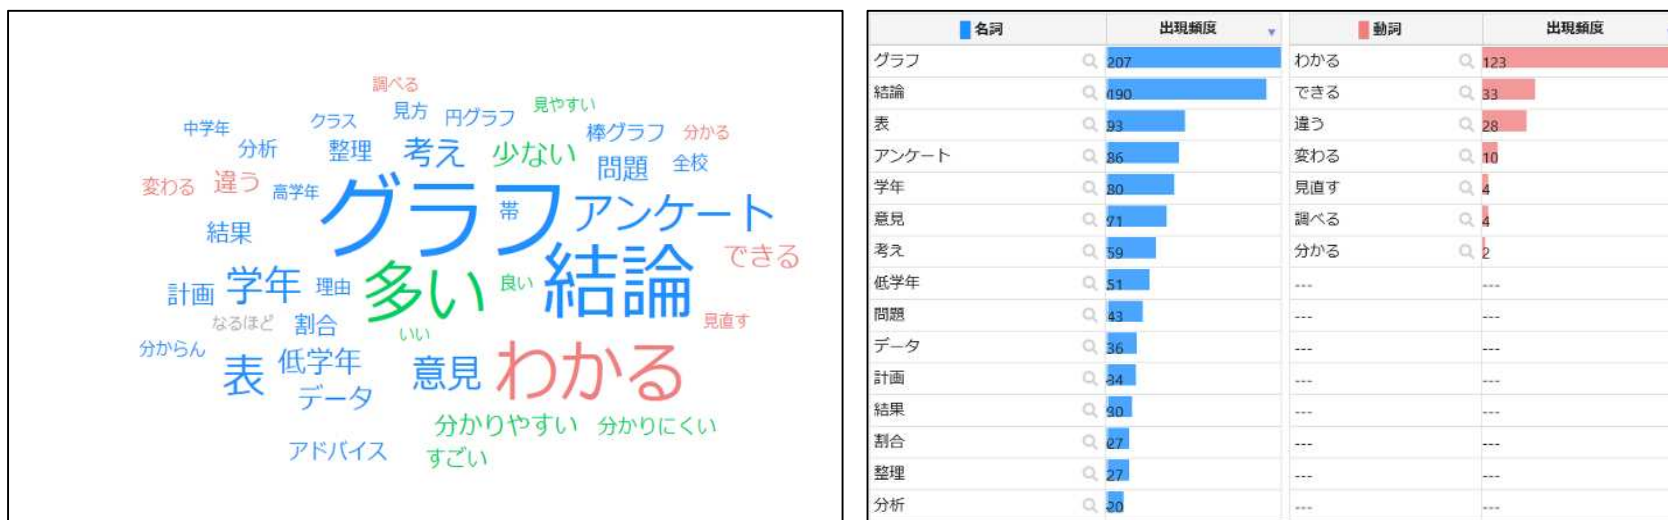 調べる
見方 円グラフ 見やすい
中学年 クラス 棒グラフ 分かる
分析 整理 考え 少ない 問題 全校
変わる 違う 高学年 グラフ 帯 アンケート
結果 できる
計画 学年 理由 多い 良い 結論
なるほど 割合 いい 見直す
分からん 表 低学年 意見 わかる
データ
分かりやすい 分かりにくい
アドバイス すごい
名詞 出現頻度 動詞 出現頻度
グラフ 207 わかる 123
結論 190 できる 33
表 93 違う 28
アンケート 86 変わる 10
学年 80 見直す 4
意見 71 調べる 4
考え 59 分かる 2
低学年 51 --- ---
問題 43 --- ---
データ 36 --- ---
計画 34 --- ---
結果 30 --- ---
割合 27 --- ---
整理 27 --- ---
分析 20 --- ---